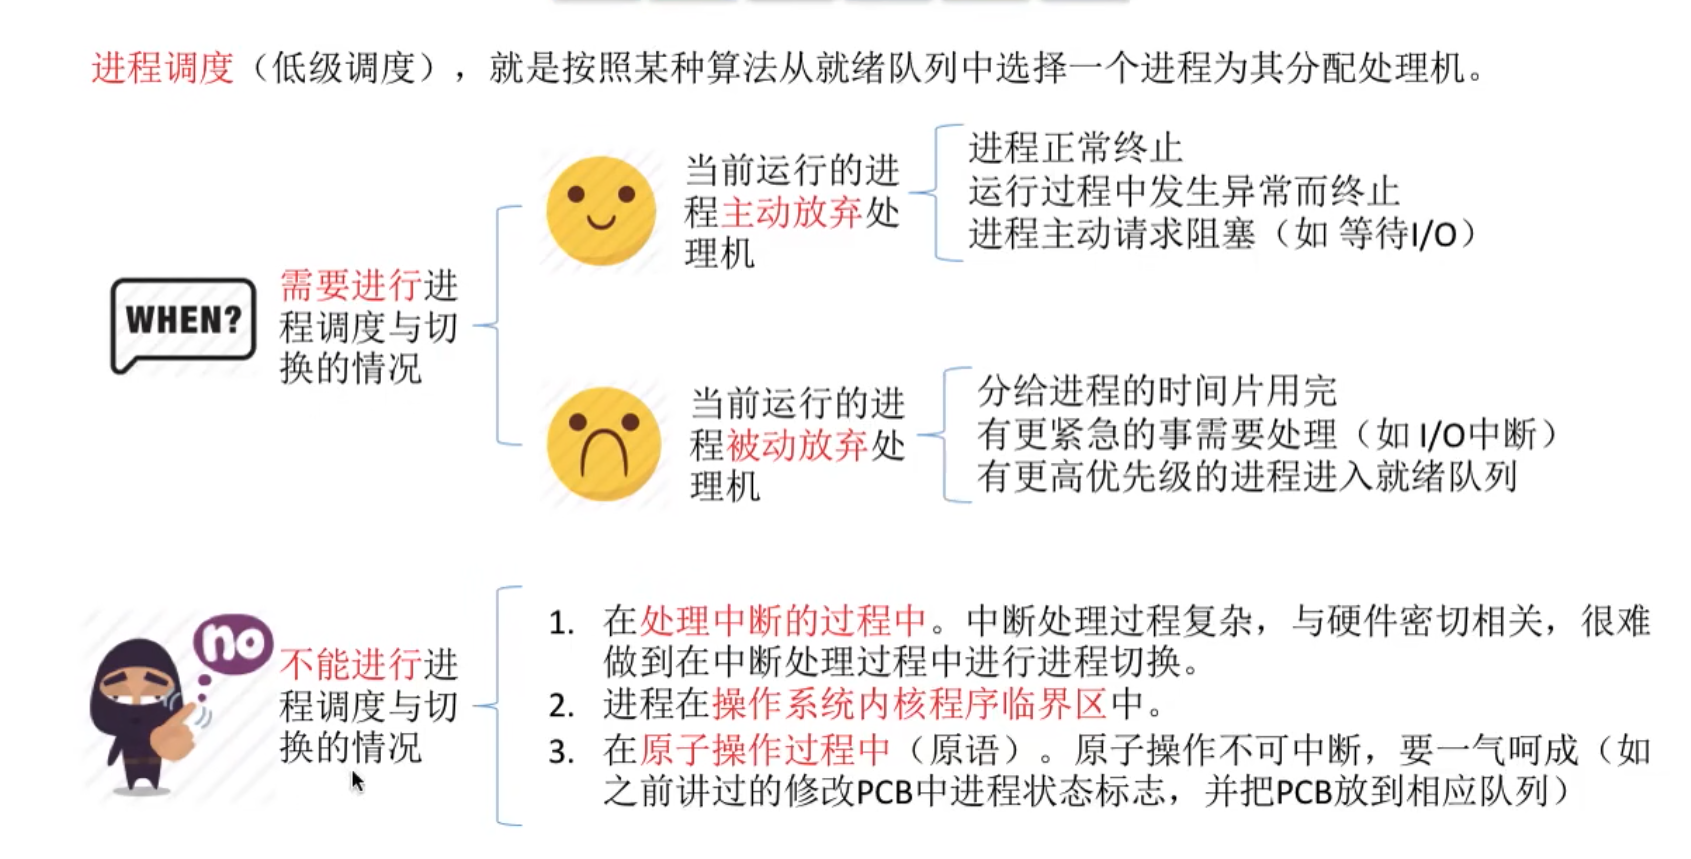 进程调度（低级调度），就是按照某种算法从就绪队列中选择一个进程为其分配处理机。
WHEN?
需要进行进
程调度与切
换的情况
当前运行的进
程主动放弃处
理机
进程正常终止
运行过程中发生异常而终止
进程主动请求阻塞（如 等待I/O）
当前运行的进
程被动放弃处
理机
分给进程的时间片用完
有更紧急的事需要处理（如 I/O中断）
有更高优先级的进程进入就绪队列
no
不能进行进
程调度与切
换的情况
1. 在处理中断的过程中。中断处理过程复杂，与硬件密切相关，很难
做到在中断处理过程中进行进程切换。
2. 进程在操作系统内核程序临界区中。
3. 在原子操作过程中（原语）。原子操作不可中断，要一气呵成（如
之前讲过的修改PCB中进程状态标志，并把PCB放到相应队列）